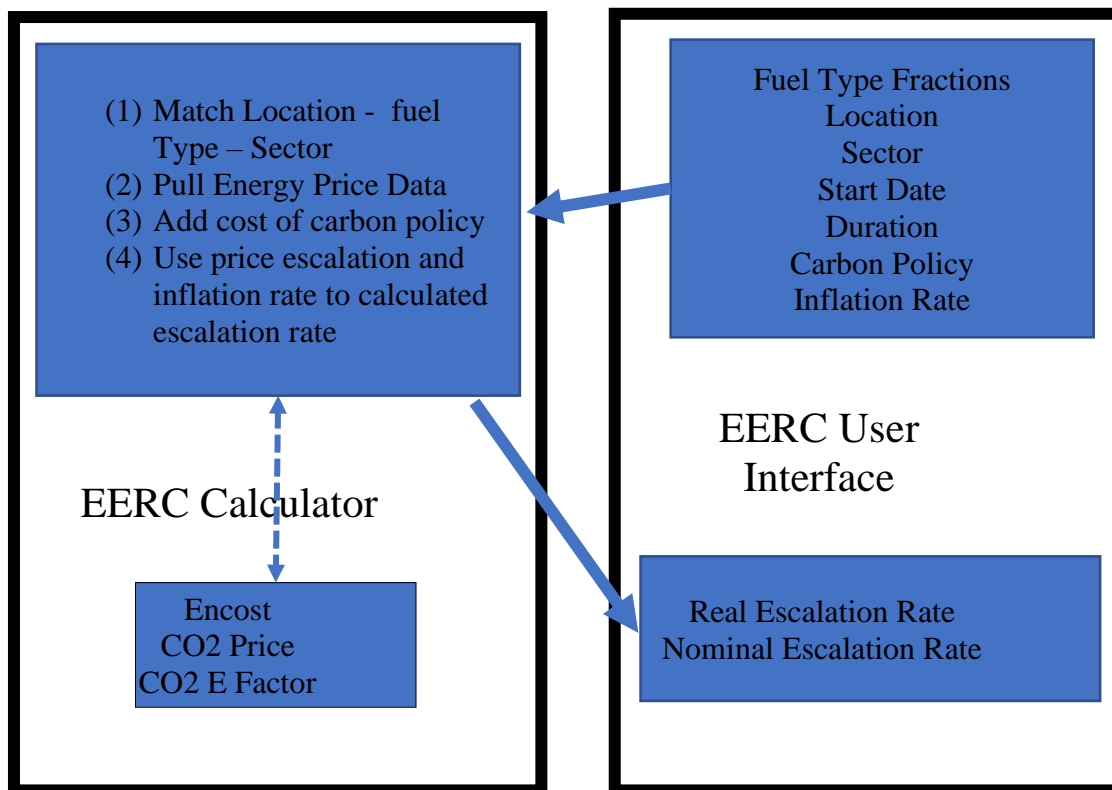 (1) Match Location - fuel
Type – Sector
(2) Pull Energy Price Data
(3) Add cost of carbon policy
(4) Use price escalation and
inflation rate to calculated
escalation rate
EERC Calculator
Encost
CO2 Price
CO2 E Factor
Fuel Type Fractions
Location
Sector
Start Date
Duration
Carbon Policy
Inflation Rate
EERC User
Interface
Real Escalation Rate
Nominal Escalation Rate